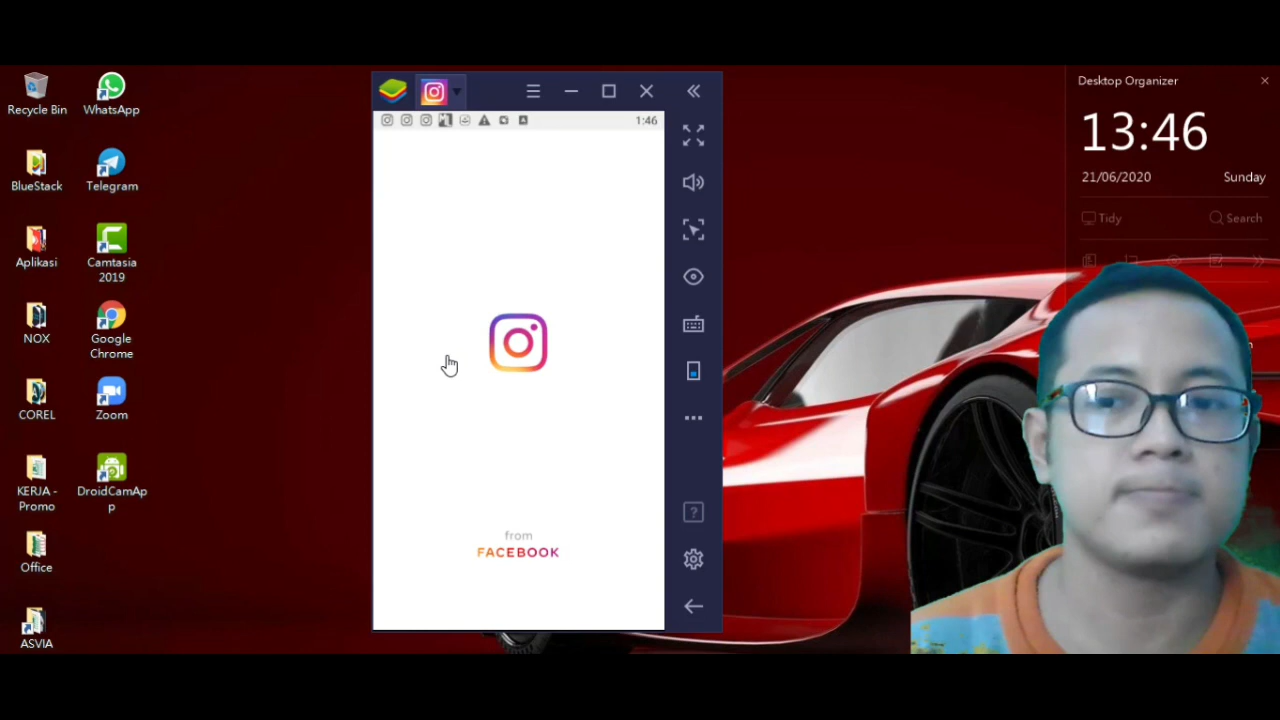 Recycle Bin
WhatsApp
BlueStack
Telegram
Aplikasi
Camtasia
2019
NOX
Google
Chrome
COREL
Zoom
KERJA -
Promo
DroidCamAp
p
Office
ASVIA
1:46
from
FACEBOOK
?
Desktop Organizer
13:46
21/06/2020
Sunday
Tidy
Search